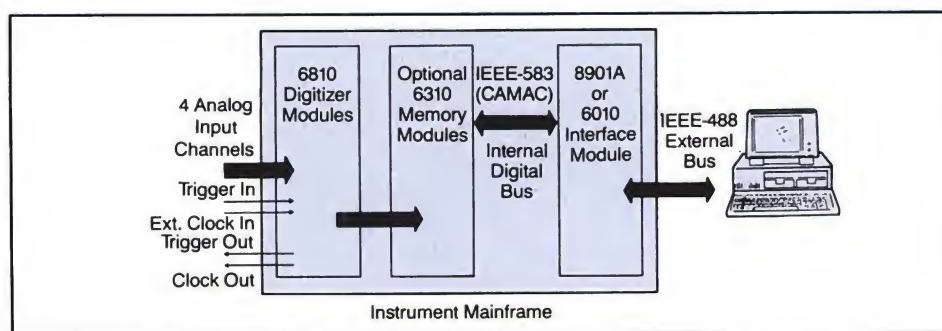 4 Analog
Input
Channels
Trigger In
Ext. Clock In
Trigger Out
Clock Out
6810
Digitizer
Modules
Optional
6310
Memory
Modules
IEEE-583
(CAMAC)
Internal
Digital
Bus
8901A
or
6010
Interface
Module
IEEE-488
External
Bus
Instrument Mainframe